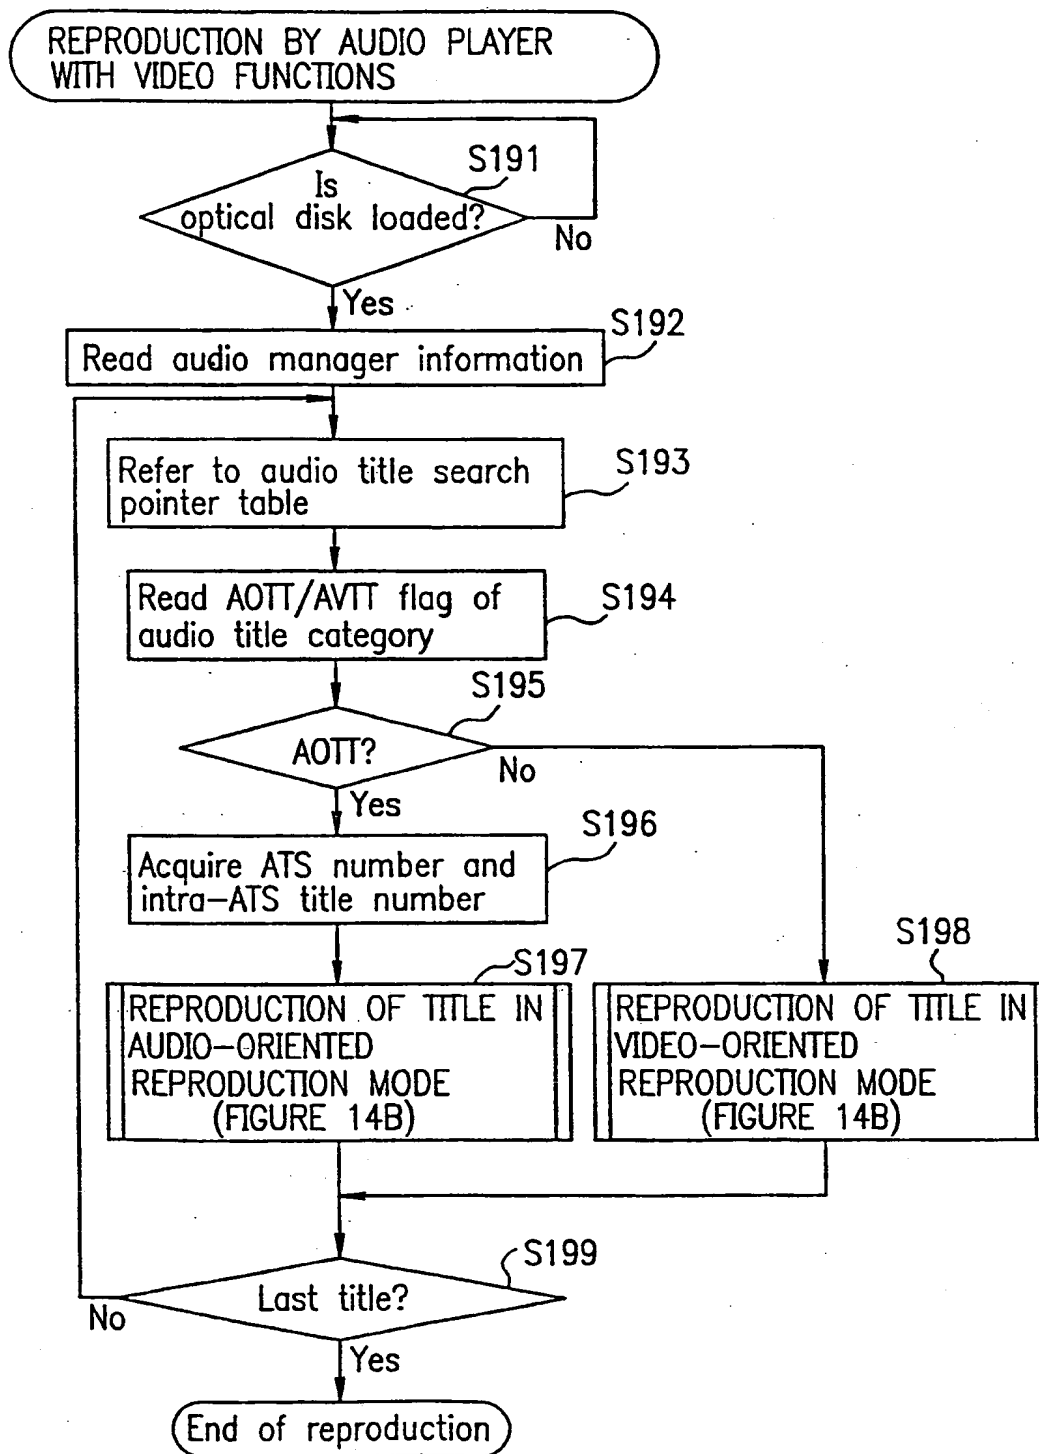 REPRODUCTION BY AUDIO PLAYER
WITH VIDEO FUNCTIONS
S191
Is
optical disk loaded?
No
Yes
S192
Read audio manager information
S193
Refer to audio title search
pointer table
S194
Read AOTT/AVTT flag of
audio title category
S195
AOTT?
No
Yes
S196
Acquire ATS number and
intra-ATS title number
S197
REPRODUCTION OF TITLE IN
AUDIO-ORIENTED
REPRODUCTION MODE
(FIGURE 14B)
S198
REPRODUCTION OF TITLE IN
VIDEO-ORIENTED
REPRODUCTION MODE
(FIGURE 14B)
S199
Last title?
No
Yes
End of reproduction